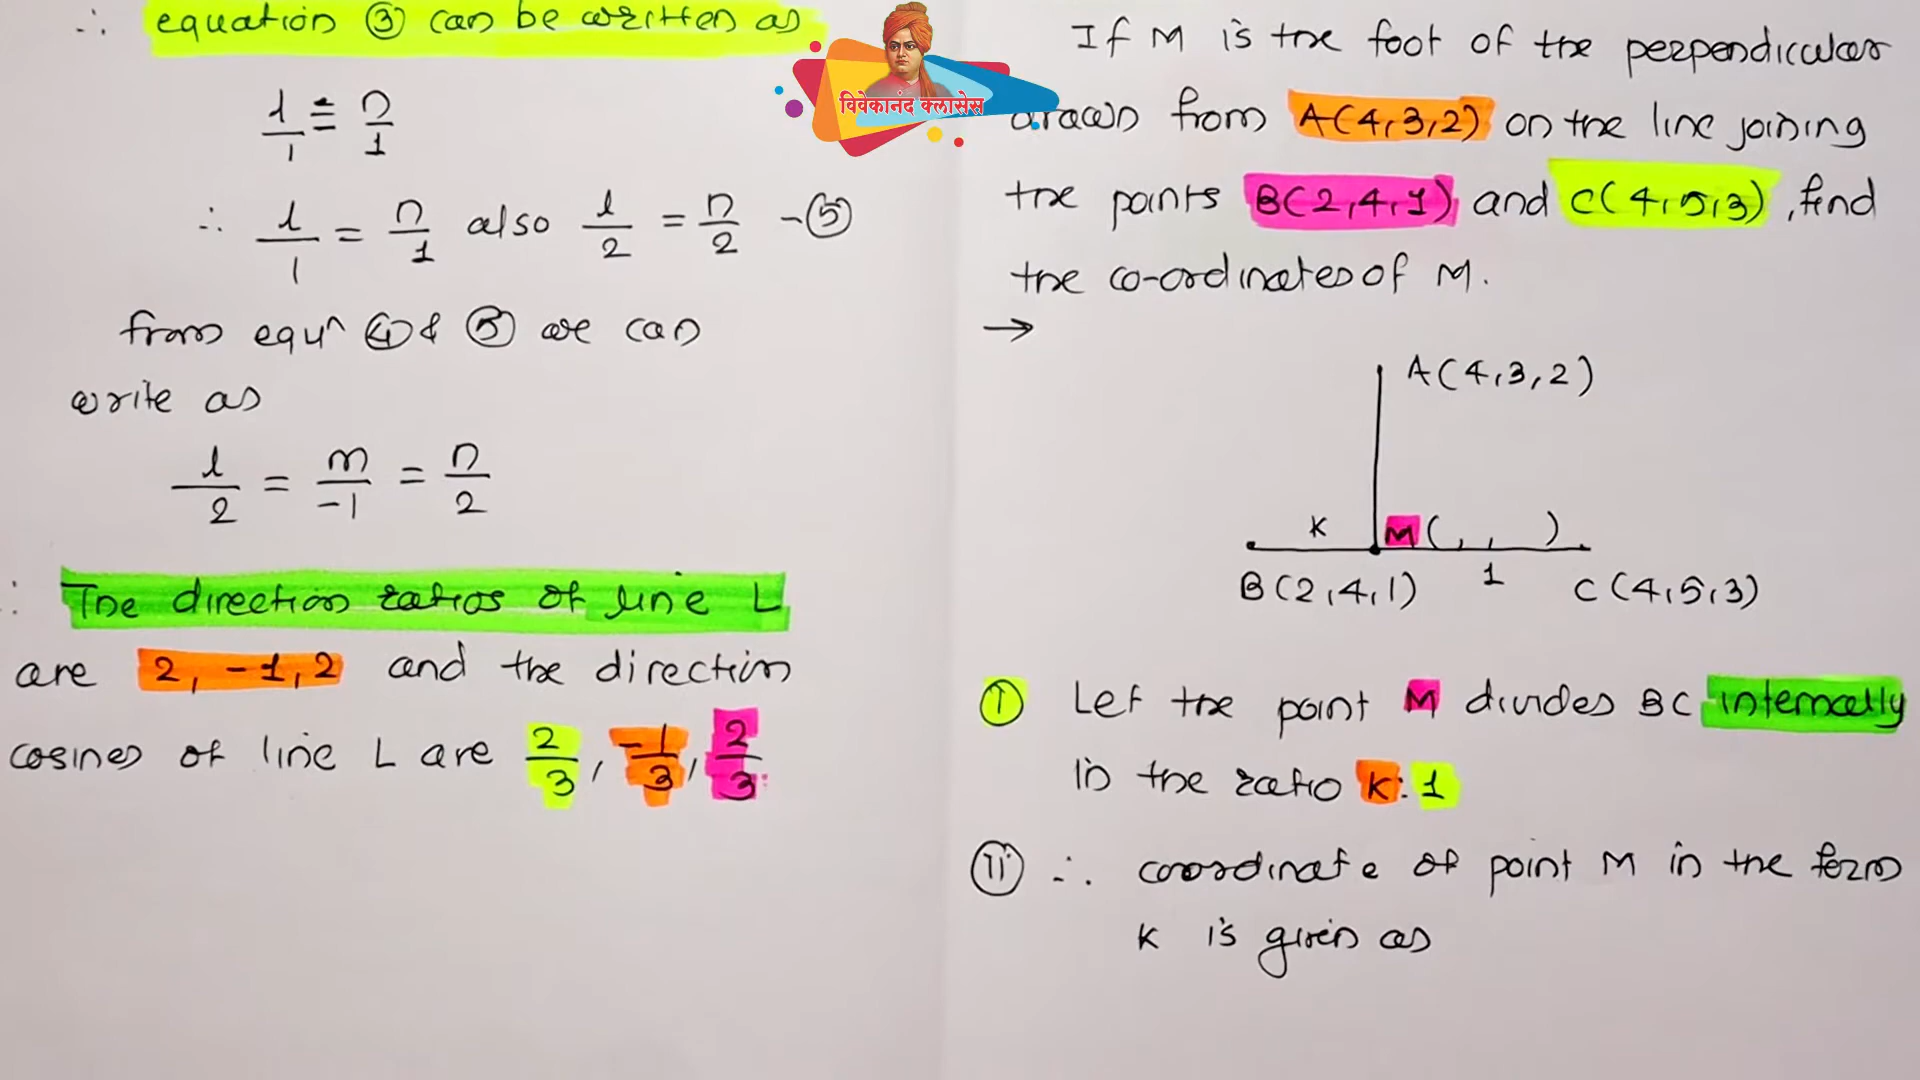 ∴ equation ③ can be written as
l/1 = n/1
∴ l/1 = n/1 also l/2 = n/2 - ⑤
from equⁿ ④ & ⑤ we can
write as
l/2 = m/-1 = n/2
∴ The direction ratios of line L
are 2, -1, 2 and the direction
cosines of line L are 2/3, -1/3, 2/3
विवेकानंद क्लासेस
If M is the foot of the perpendicular
drawn from A(4,3,2) on the line joining
the points B(2,4,1) and C(4,5,3), find
the co-ordinates of M.
→
A(4,3,2)
K M( , , )
B(2,4,1) 1 C(4,5,3)
Ⓘ Let the point M divides BC internally
in the ratio K:1
Ⓘⓘ ∴ coordinate of point M in the form
K is given as